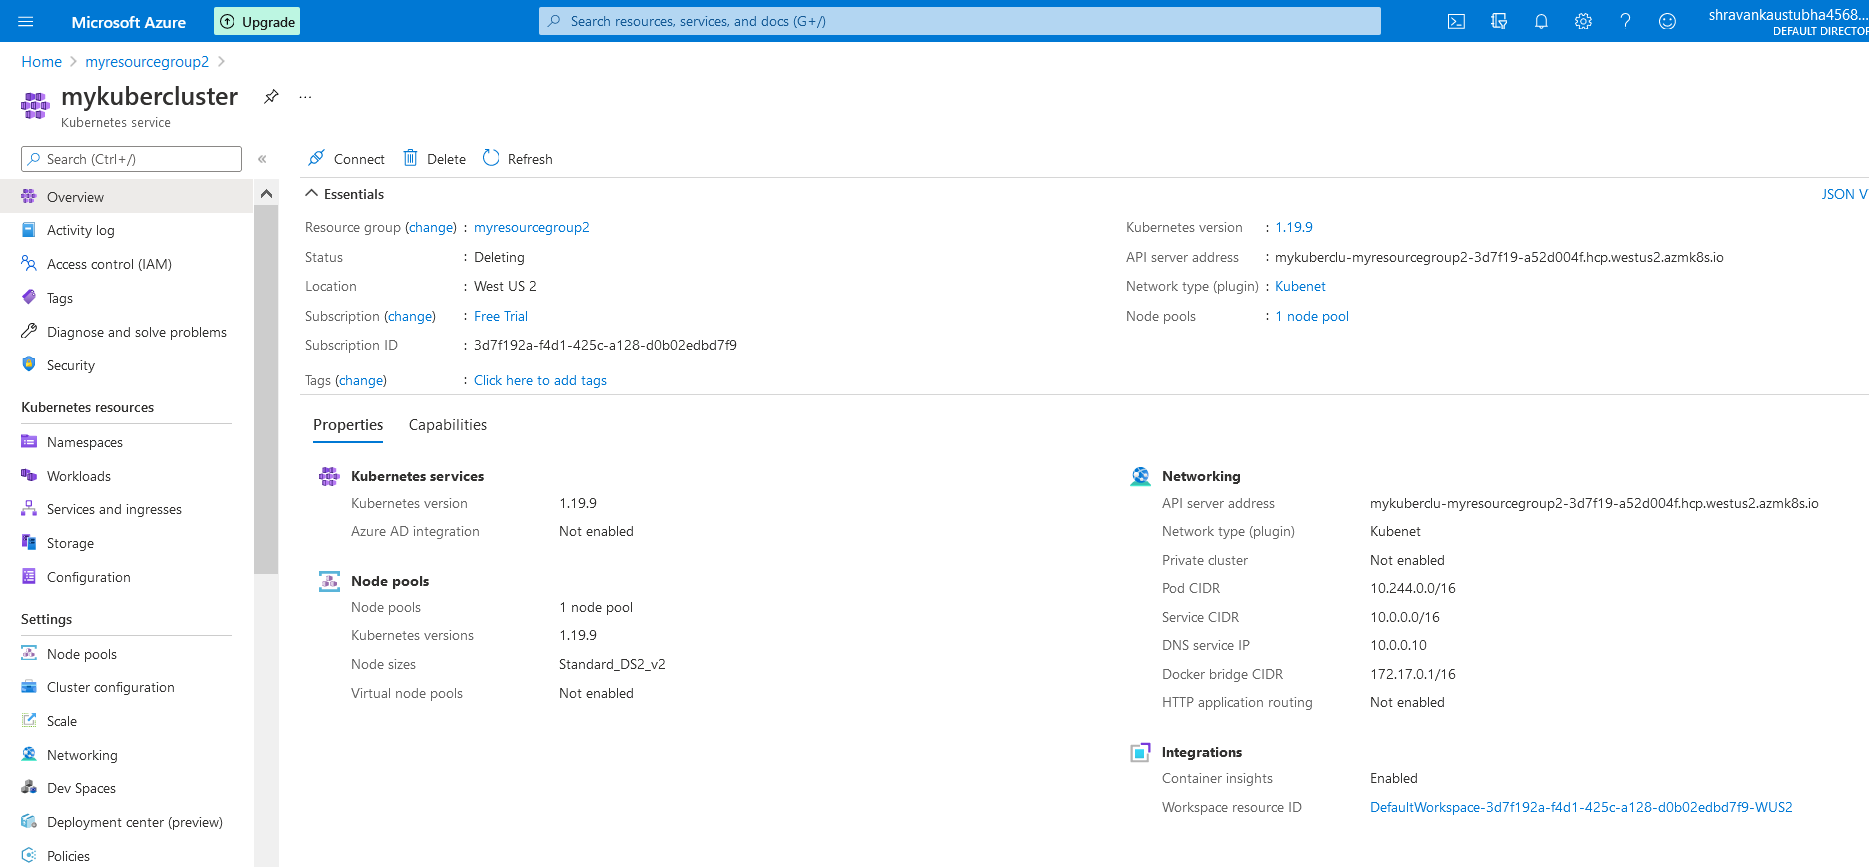 Microsoft Azure
Upgrade
Search resources, services, and docs (G+/)
shravankaustubha4568...
DEFAULT DIRECTOR
Home > myresourcegroup2 >
mykubercluster
...
Kubernetes service
Search (Ctrl+/)
«
Overview
Activity log
Access control (IAM)
Tags
Diagnose and solve problems
Security
Kubernetes resources
Namespaces
Workloads
Services and ingresses
Storage
Configuration
Settings
Node pools
Cluster configuration
Scale
Networking
Dev Spaces
Deployment center (preview)
Policies
Connect Delete Refresh
Essentials
JSON V
Resource group (change) : myresourcegroup2
Status : Deleting
Location : West US 2
Subscription (change) : Free Trial
Subscription ID : 3d7f192a-f4d1-425c-a128-d0b02edbd7f9
Tags (change) : Click here to add tags
Kubernetes version : 1.19.9
API server address : mykuberclu-myresourcegroup2-3d7f19-a52d004f.hcp.westus2.azmk8s.io
Network type (plugin) : Kubenet
Node pools : 1 node pool
Properties Capabilities
Kubernetes services
Kubernetes version 1.19.9
Azure AD integration Not enabled
Node pools
Node pools 1 node pool
Kubernetes versions 1.19.9
Node sizes Standard_DS2_v2
Virtual node pools Not enabled
Networking
API server address mykuberclu-myresourcegroup2-3d7f19-a52d004f.hcp.westus2.azmk8s.io
Network type (plugin) Kubenet
Private cluster Not enabled
Pod CIDR 10.244.0.0/16
Service CIDR 10.0.0.0/16
DNS service IP 10.0.0.10
Docker bridge CIDR 172.17.0.1/16
HTTP application routing Not enabled
Integrations
Container insights Enabled
Workspace resource ID DefaultWorkspace-3d7f192a-f4d1-425c-a128-d0b02edbd7f9-WUS2